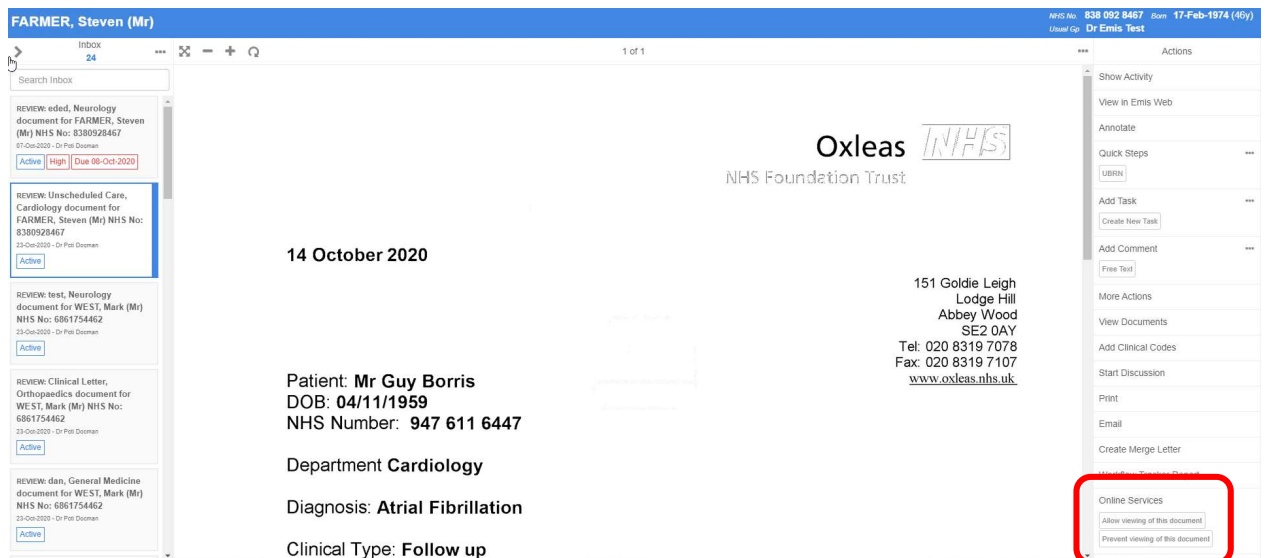 FARMER, Steven (Mr)
NHS No. 838 092 8467 Born 17-Feb-1974 (46y)
Usual Gp Dr Emis Test
Inbox
24
Search Inbox
REVIEW: eded, Neurology
document for FARMER, Steven
(Mr) NHS No: 8380928467
07-Oct-2020 - Dr Poti Docman
Active High Due 08-Oct-2020
REVIEW: Unscheduled Care,
Cardiology document for
FARMER, Steven (Mr) NHS No:
8380928467
23-Oct-2020 - Dr Poti Docman
Active
REVIEW: test, Neurology
document for WEST, Mark (Mr)
NHS No: 6861754462
23-Oct-2020 - Dr Poti Docman
Active
REVIEW: Clinical Letter,
Orthopaedics document for
WEST, Mark (Mr) NHS No:
6861754462
23-Oct-2020 - Dr Poti Docman
Active
REVIEW: dan, General Medicine
document for WEST, Mark (Mr)
NHS No: 6861754462
23-Oct-2020 - Dr Poti Docman
Active
1 of 1
Oxleas NHS
NHS Foundation Trust
14 October 2020
151 Goldie Leigh
Lodge Hill
Abbey Wood
SE2 0AY
Tel: 020 8319 7078
Fax: 020 8319 7107
www.oxleas.nhs.uk
Patient: Mr Guy Borris
DOB: 04/11/1959
NHS Number: 947 611 6447
Department Cardiology
Diagnosis: Atrial Fibrillation
Clinical Type: Follow up
Actions
Show Activity
View in Emis Web
Annotate
Quick Steps
UBRN
Add Task
Create New Task
Add Comment
Free Text
More Actions
View Documents
Add Clinical Codes
Start Discussion
Print
Email
Create Merge Letter
Workflow Tracker Report
Online Services
Allow viewing of this document
Prevent viewing of this document